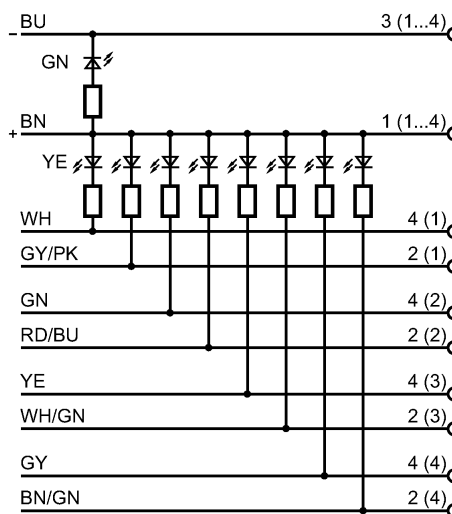 BU 3 (1...4)
−
GN
BN 1 (1...4)
+
YE
WH 4 (1)
GY/PK 2 (1)
GN 4 (2)
RD/BU 2 (2)
YE 4 (3)
WH/GN 2 (3)
GY 4 (4)
BN/GN 2 (4)